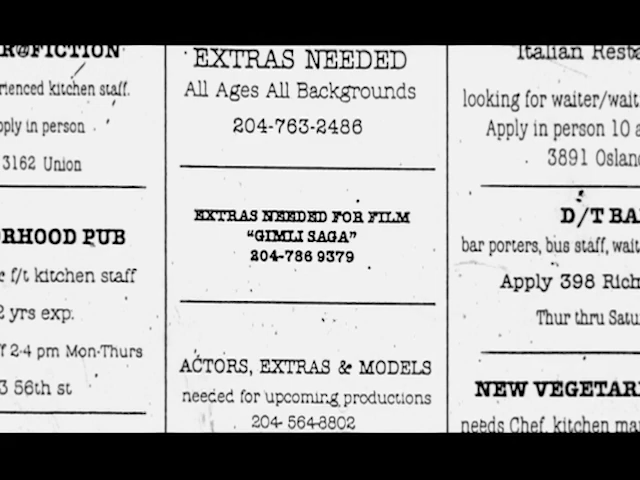 R@FICTION
rienced kitchen staff.
pply in person
3162 Union
ORHOOD PUB
f/t kitchen staff
2 yrs exp.
2-4 pm Mon-Thurs
3 56th st
EXTRAS NEEDED
All Ages All Backgrounds
204-763-2486
EXTRAS NEEDED FOR FILM
“GIMLI SAGA”
204-786 9379
ACTORS, EXTRAS & MODELS
needed for upcoming productions
204- 564-8802
Italian Resta
looking for waiter/wait
Apply in person 10 a
3891 Oslan
D/T BA
bar porters, bus staff, wait
Apply 398 Rich
Thur thru Satu
NEW VEGETAR
needs Chef, kitchen ma